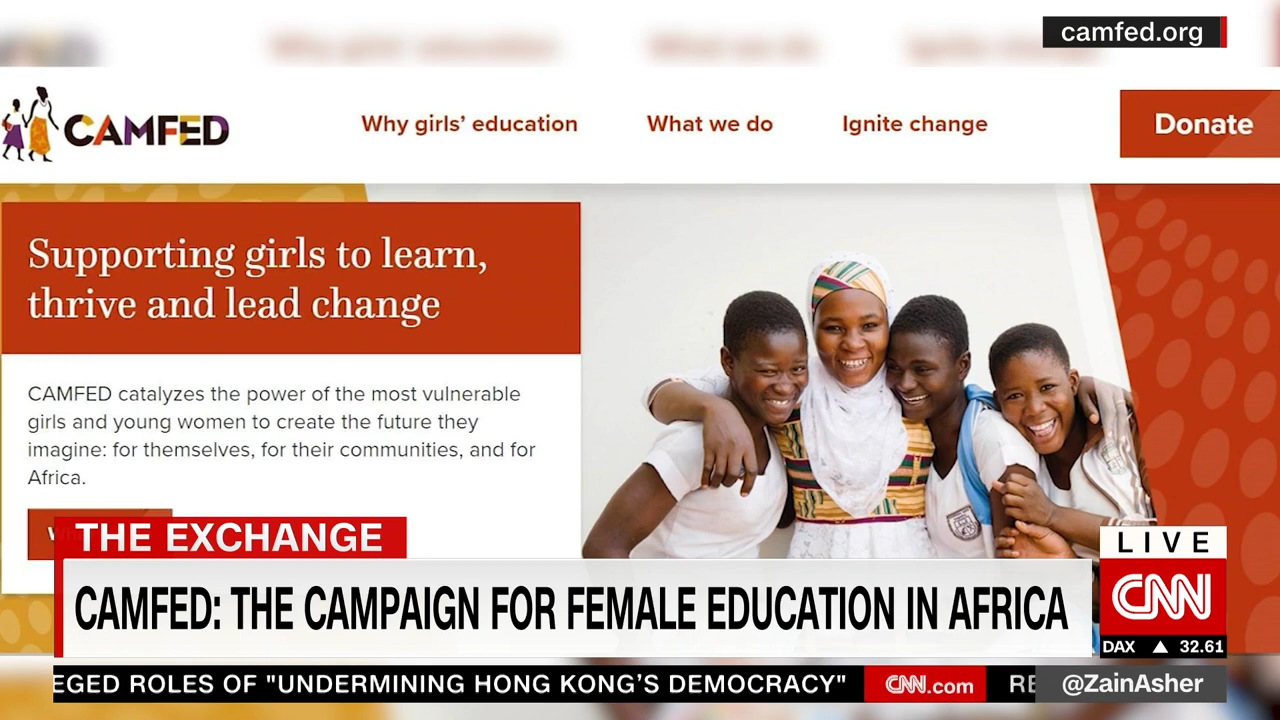 camfed.org
CAMFED
Why girls' education
What we do
Ignite change
Donate
Supporting girls to learn,
thrive and lead change
CAMFED catalyzes the power of the most vulnerable
girls and young women to create the future they
imagine: for themselves, for their communities, and for
Africa.
THE EXCHANGE
CAMFED: THE CAMPAIGN FOR FEMALE EDUCATION IN AFRICA
LIVE
CNN
DAX ▲ 32.61
EGED ROLES OF "UNDERMINING HONG KONG'S DEMOCRACY"
CNN.com
RE
@ZainAsher